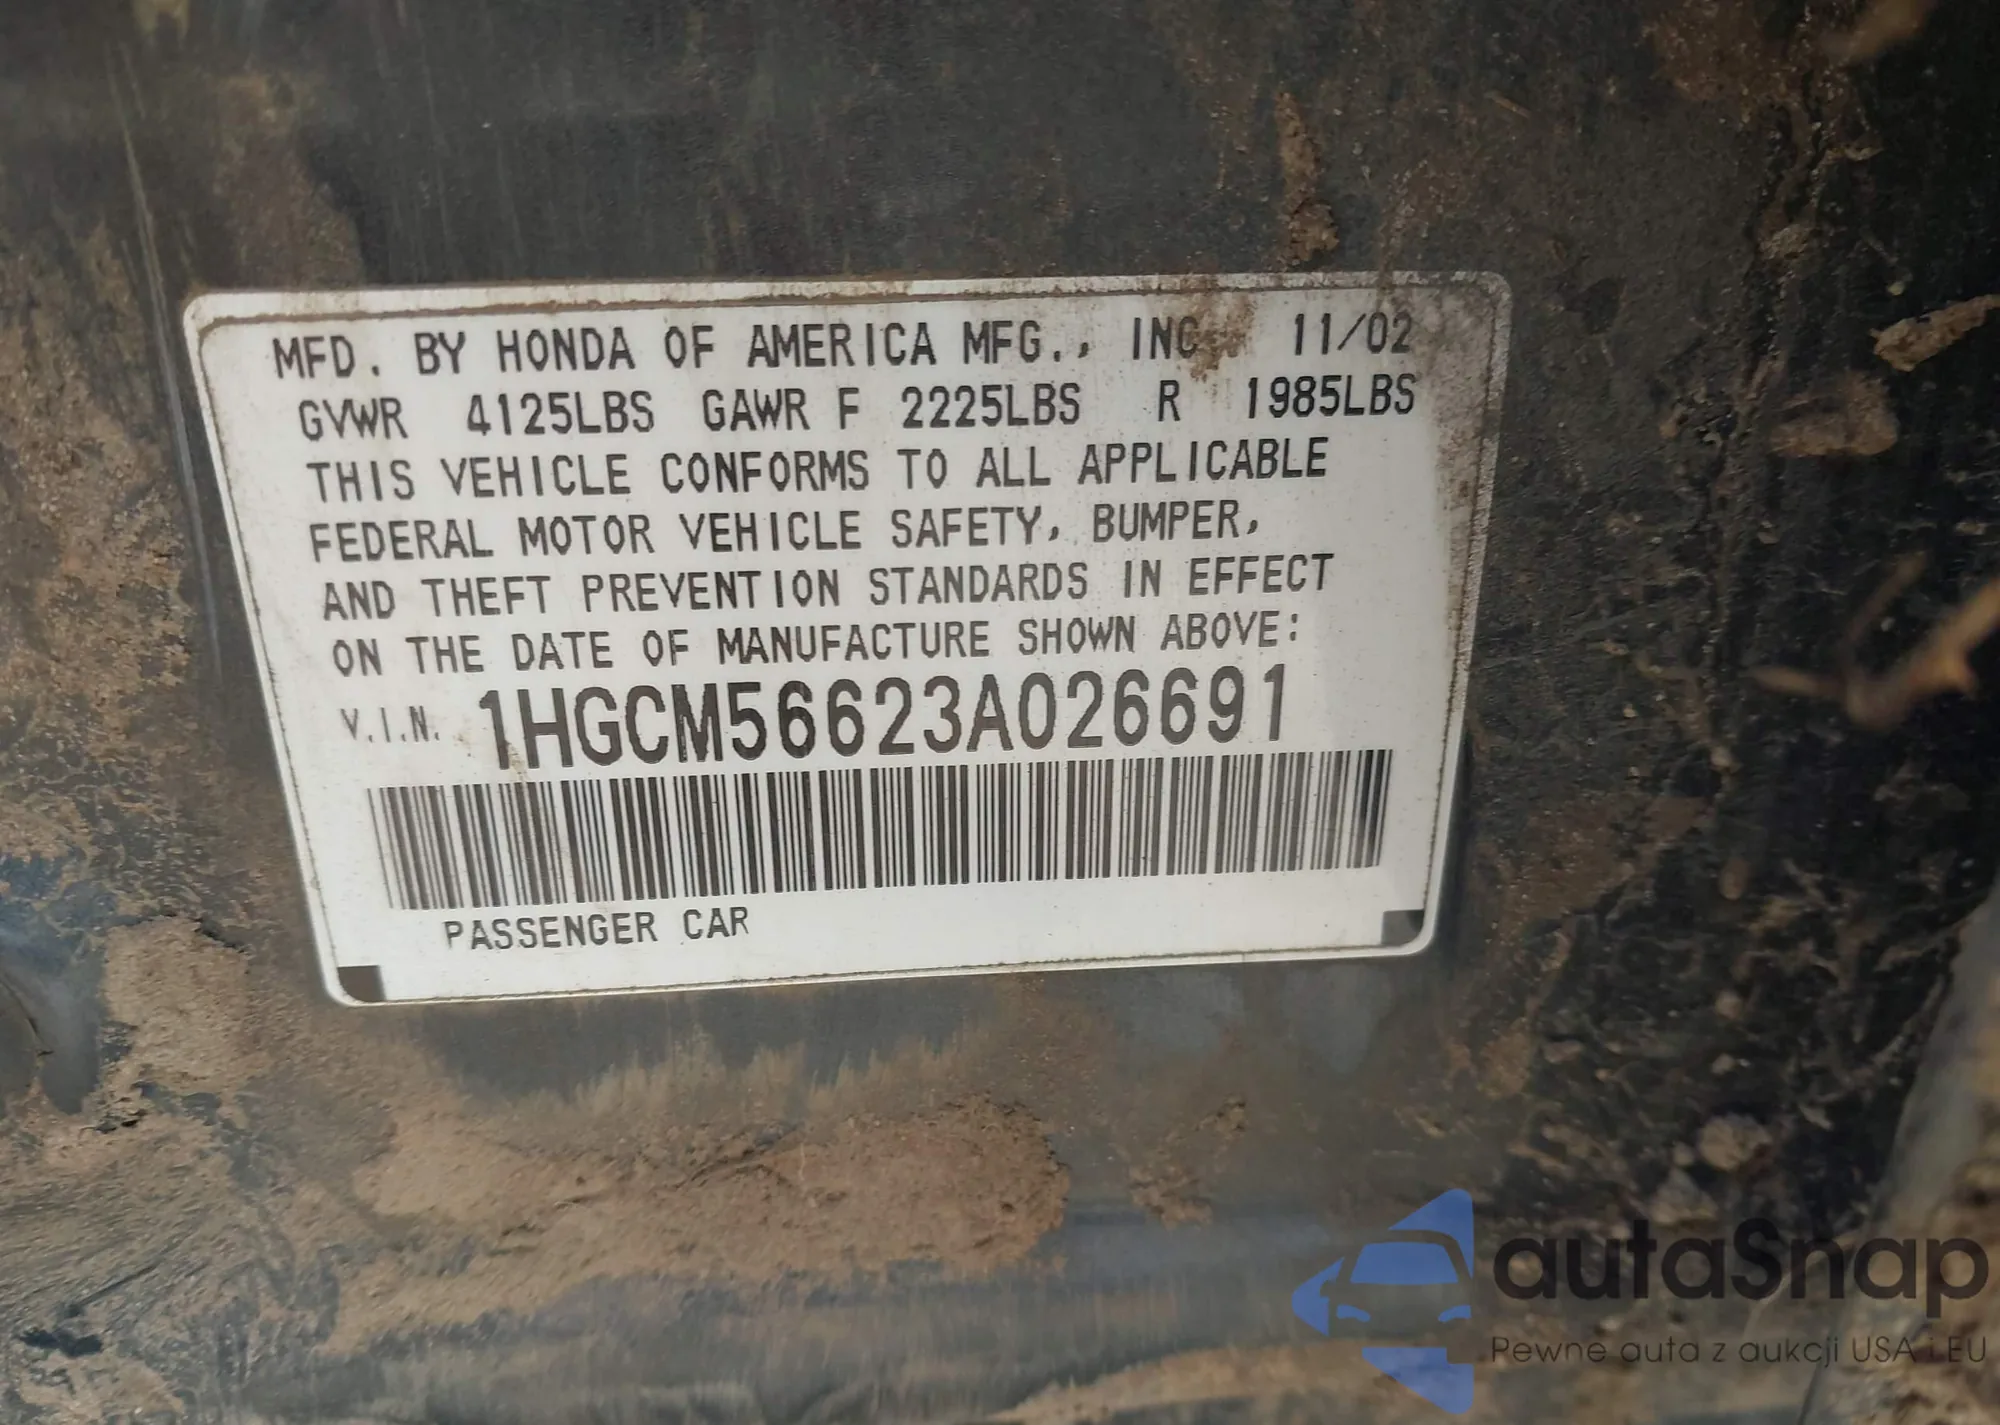 MFD. BY HONDA OF AMERICA MFG., INC. 11/02
GVWR 4125LBS GAWR F 2225LBS R 1985LBS
THIS VEHICLE CONFORMS TO ALL APPLICABLE
FEDERAL MOTOR VEHICLE SAFETY, BUMPER,
AND THEFT PREVENTION STANDARDS IN EFFECT
ON THE DATE OF MANUFACTURE SHOWN ABOVE:
V.I.N. 1HGCM56623A026691
PASSENGER CAR
autaSnap
Pewne auta z aukcji USA i EU